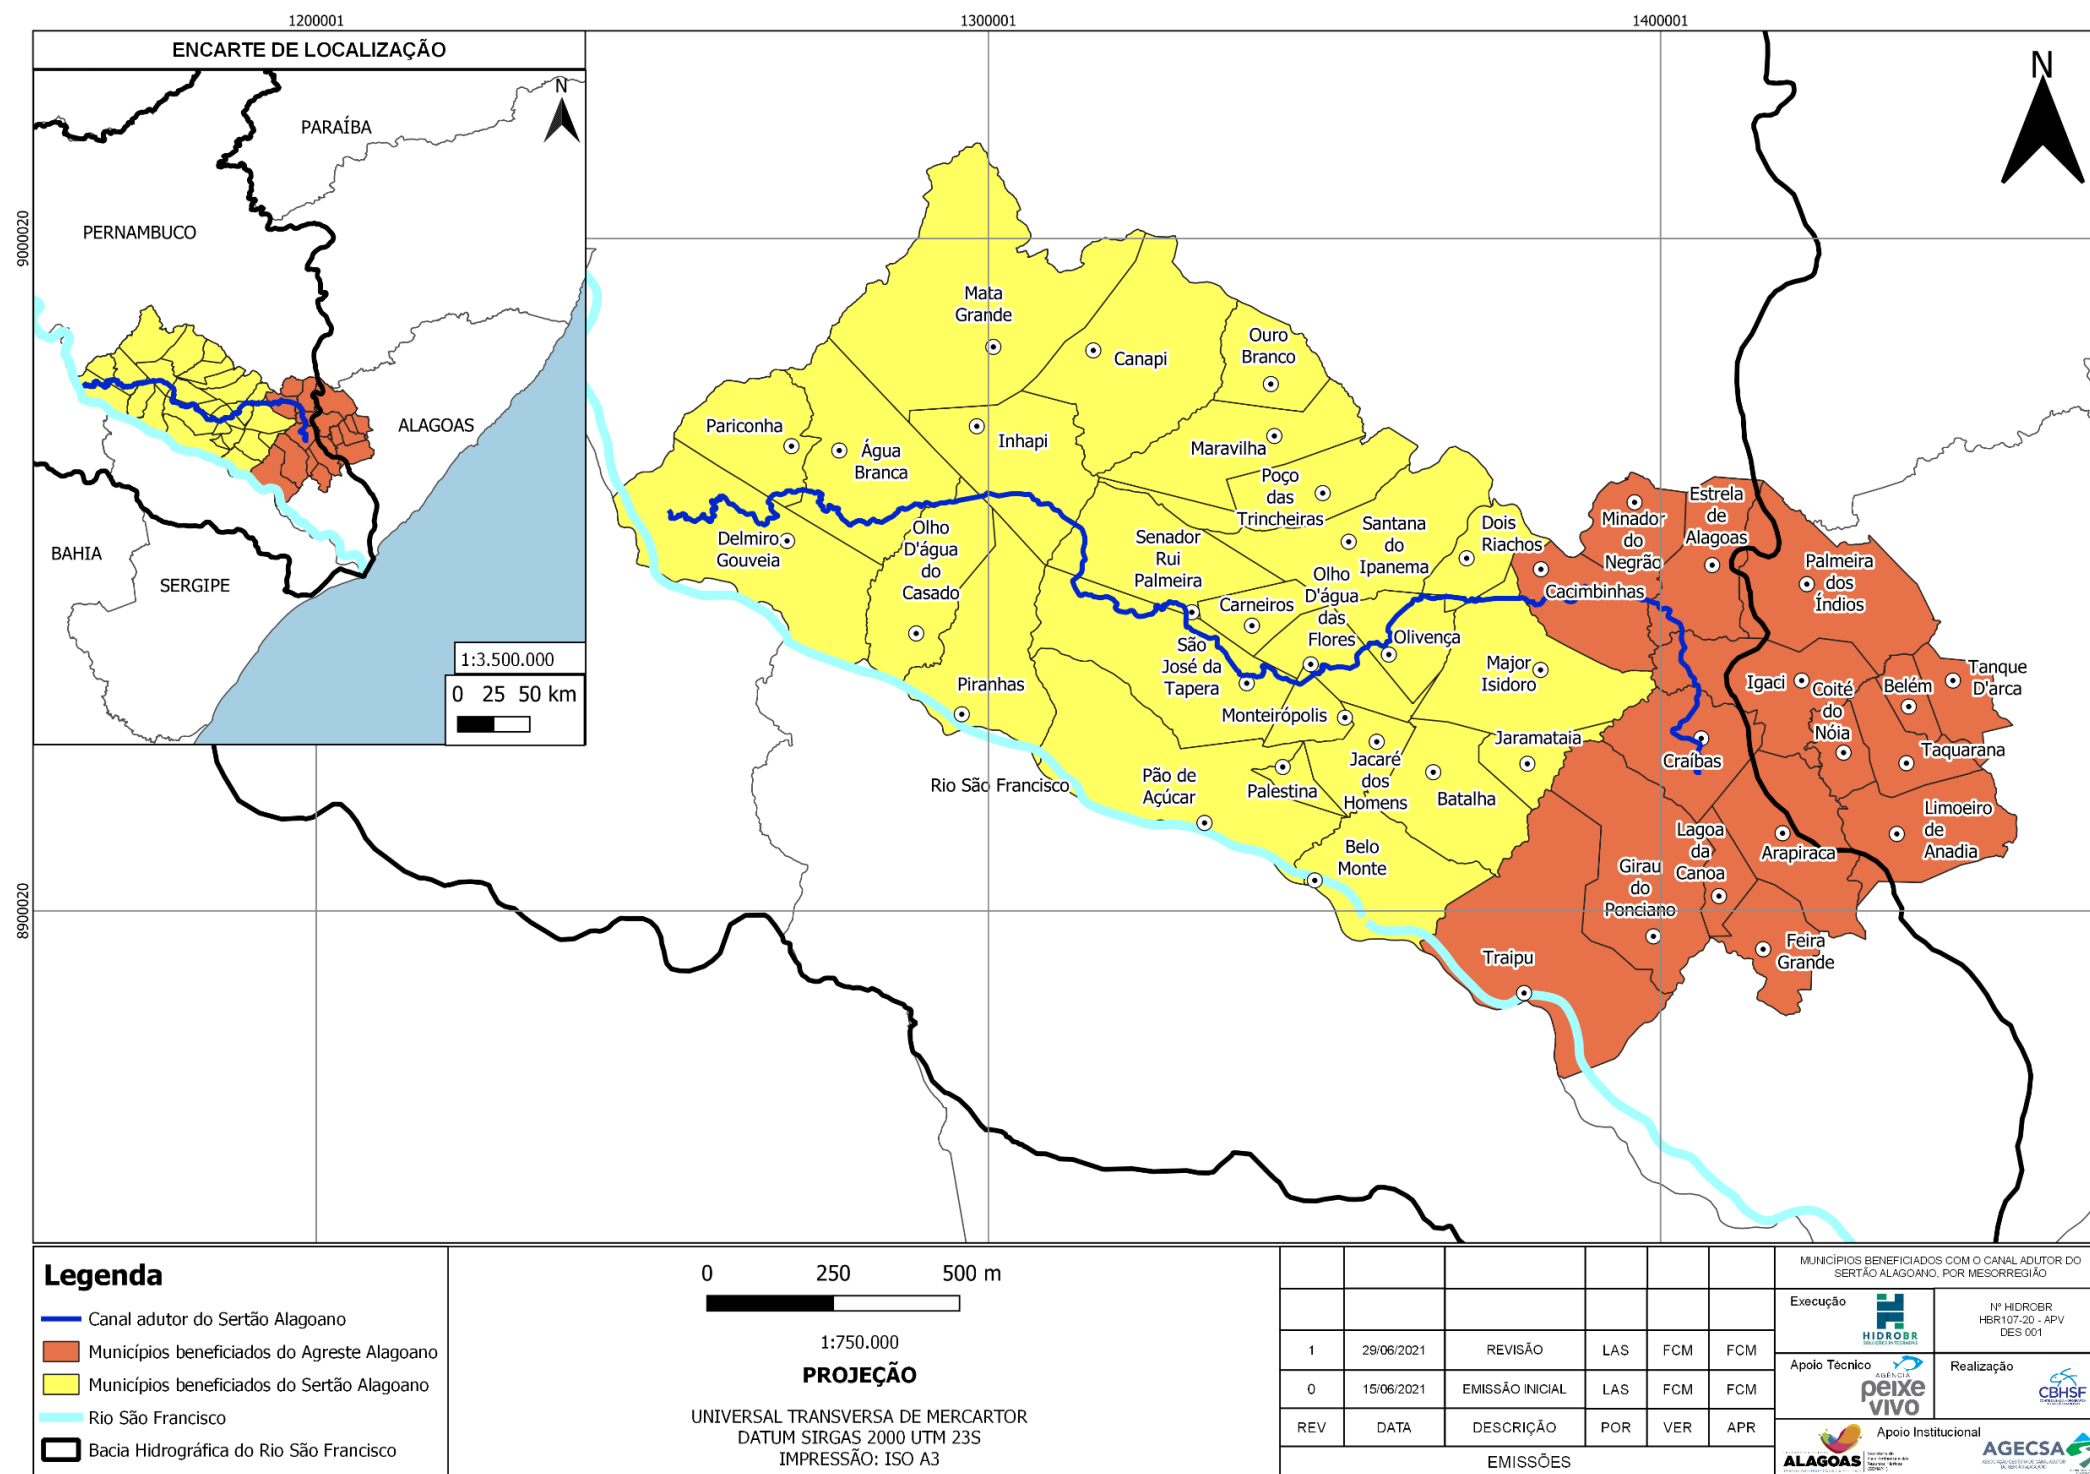 1200001
1300001
1400001
ENCARTE DE LOCALIZAÇÃO
N
PARAÍBA
PERNAMBUCO
ALAGOAS
BAHIA
SERGIPE
1:3.500.000
0 25 50 km
9000020
8900020
N
Mata
Grande
Canapi
Ouro
Branco
Pariconha
Água
Branca
Inhapi
Maravilha
Poço
das
Trincheiras
Delmiro
Gouveia
Olho
D'água
do
Casado
Senador
Rui
Palmeira
Santana
do
Ipanema
Dois
Riachos
Carneiros
Olho
D'água
das
Flores
Olivença
São
José da
Tapera
Major
Isidoro
Piranhas
Monteirópolis
Jaramataia
Rio São Francisco
Pão de
Açúcar
Palestina
Jacaré
dos
Homens
Batalha
Belo
Monte
Minador
do
Negrão
Estrela
de
Alagoas
Cacimbinhas
Palmeira
dos
Índios
Igaci
Coité
do
Nóia
Belém
Tanque
D'arca
Craíbas
Taquarana
Lagoa
da
Canoa
Arapiraca
Limoeiro
de
Anadia
Girau
do
Ponciano
Feira
Grande
Traipu
Legenda
Canal adutor do Sertão Alagoano
Municípios beneficiados do Agreste Alagoano
Municípios beneficiados do Sertão Alagoano
Rio São Francisco
Bacia Hidrográfica do Rio São Francisco
0 250 500 m
1:750.000
PROJEÇÃO
UNIVERSAL TRANSVERSA DE MERCARTOR
DATUM SIRGAS 2000 UTM 23S
IMPRESSÃO: ISO A3
1 29/06/2021 REVISÃO LAS FCM FCM
0 15/06/2021 EMISSÃO INICIAL LAS FCM FCM
REV DATA DESCRIÇÃO POR VER APR
EMISSÕES
MUNICÍPIOS BENEFICIADOS COM O CANAL ADUTOR DO
SERTÃO ALAGOANO, POR MESORREGIÃO
Execução
HIDROBR
SOLUÇÕES INTEGRADAS
Nº HIDROBR
HBR107-20 - APV
DES 001
Apoio Técnico
AGÊNCIA
peixe
vivo
Realização
CBHSF
Apoio Institucional
ALAGOAS
AGECSA